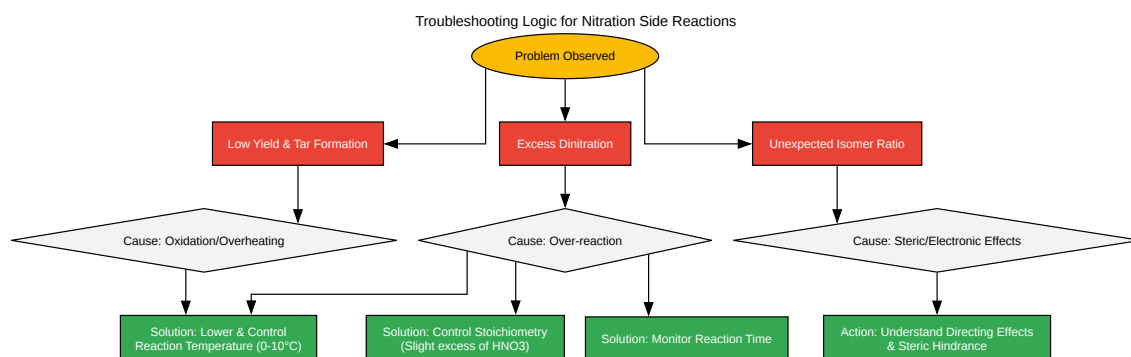 Troubleshooting Logic for Nitration Side Reactions
Problem Observed
Low Yield & Tar Formation
Excess Dinitration
Unexpected Isomer Ratio
Cause: Oxidation/Overheating
Cause: Over-reaction
Cause: Steric/Electronic Effects
Solution: Lower & Control
Reaction Temperature (0-10°C)
Solution: Control Stoichiometry
(Slight excess of HNO3)
Solution: Monitor Reaction Time
Action: Understand Directing Effects
& Steric Hindrance